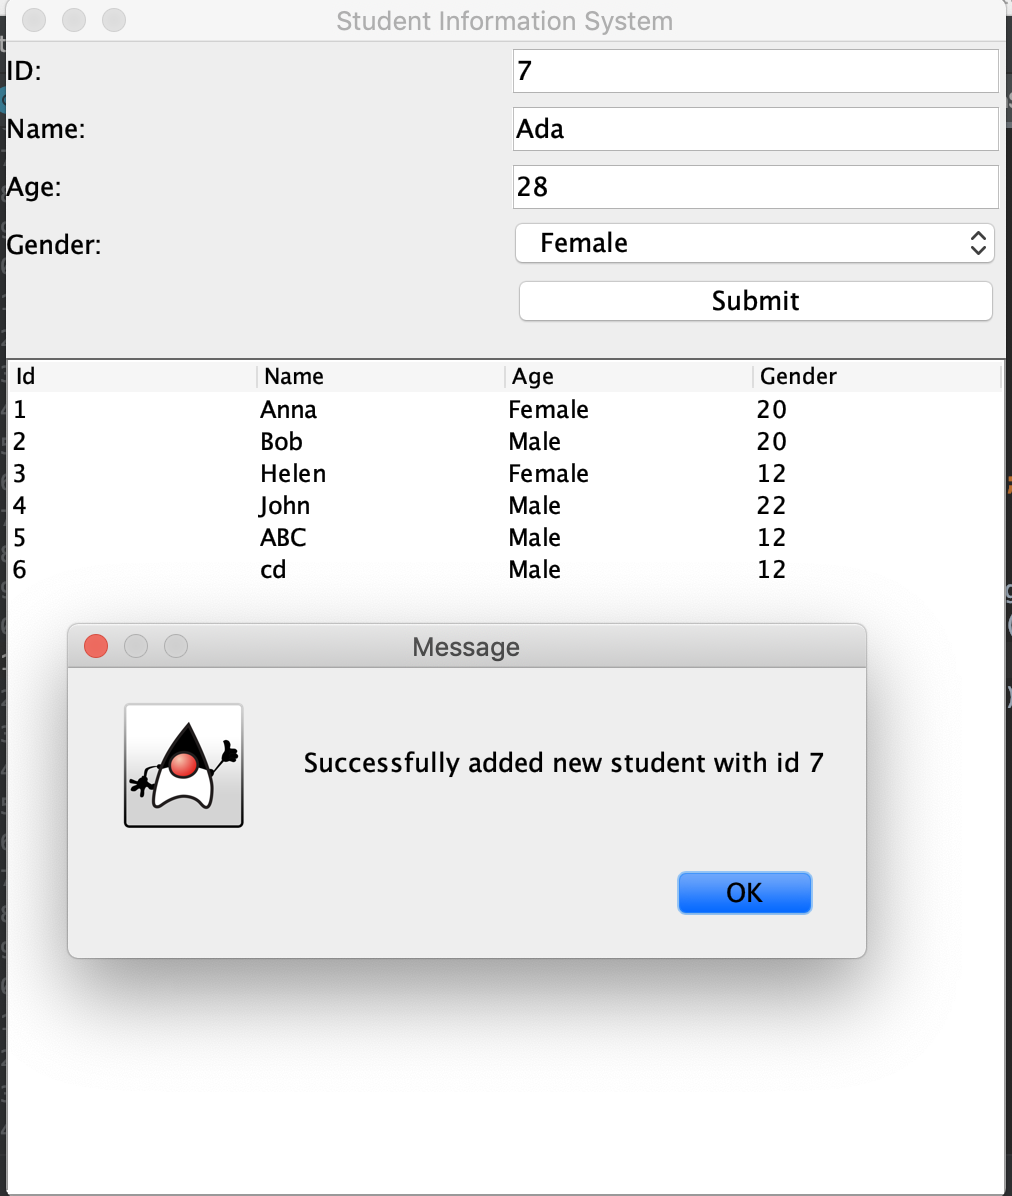 Student Information System
ID: 7
Name: Ada
Age: 28
Gender: Female
Submit
Id Name Age Gender
1 Anna Female 20
2 Bob Male 20
3 Helen Female 12
4 John Male 22
5 ABC Male 12
6 cd Male 12
Message
Successfully added new student with id 7
OK